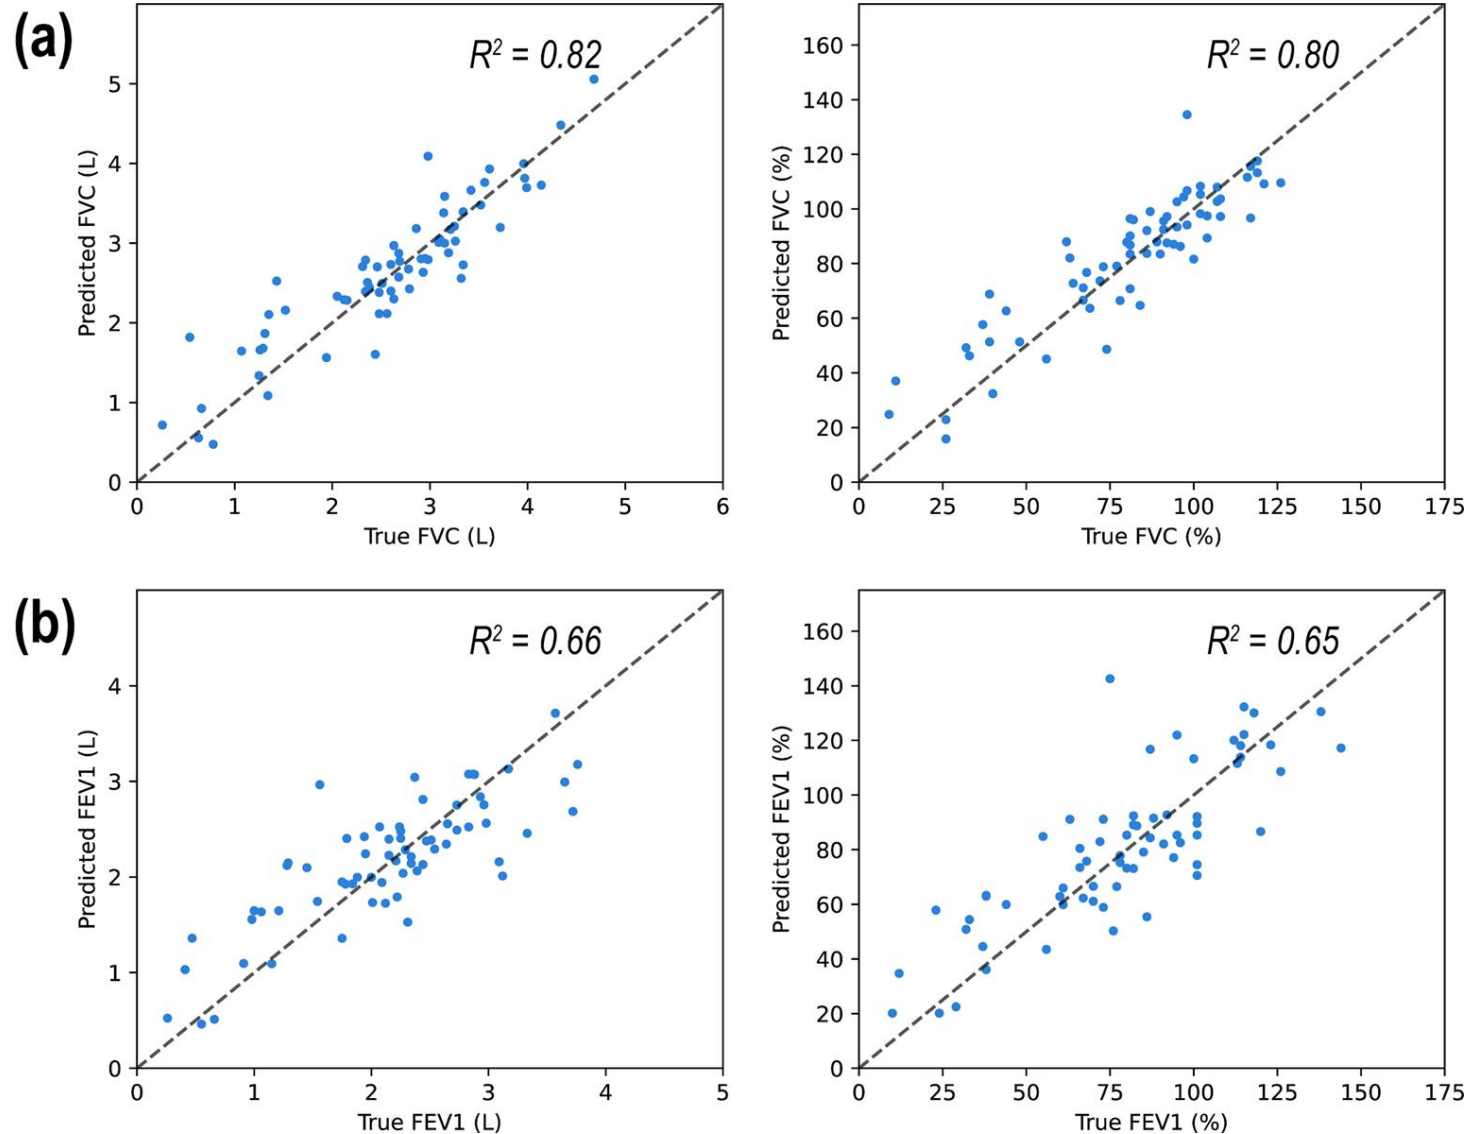 (a)
R² = 0.82
Predicted FVC (L)
5
4
3
2
1
0
0 1 2 3 4 5 6
True FVC (L)
R² = 0.80
Predicted FVC (%)
160
140
120
100
80
60
40
20
0
0 25 50 75 100 125 150 175
True FVC (%)
(b)
R² = 0.66
Predicted FEV1 (L)
4
3
2
1
0
0 1 2 3 4 5
True FEV1 (L)
R² = 0.65
Predicted FEV1 (%)
160
140
120
100
80
60
40
20
0
0 25 50 75 100 125 150 175
True FEV1 (%)